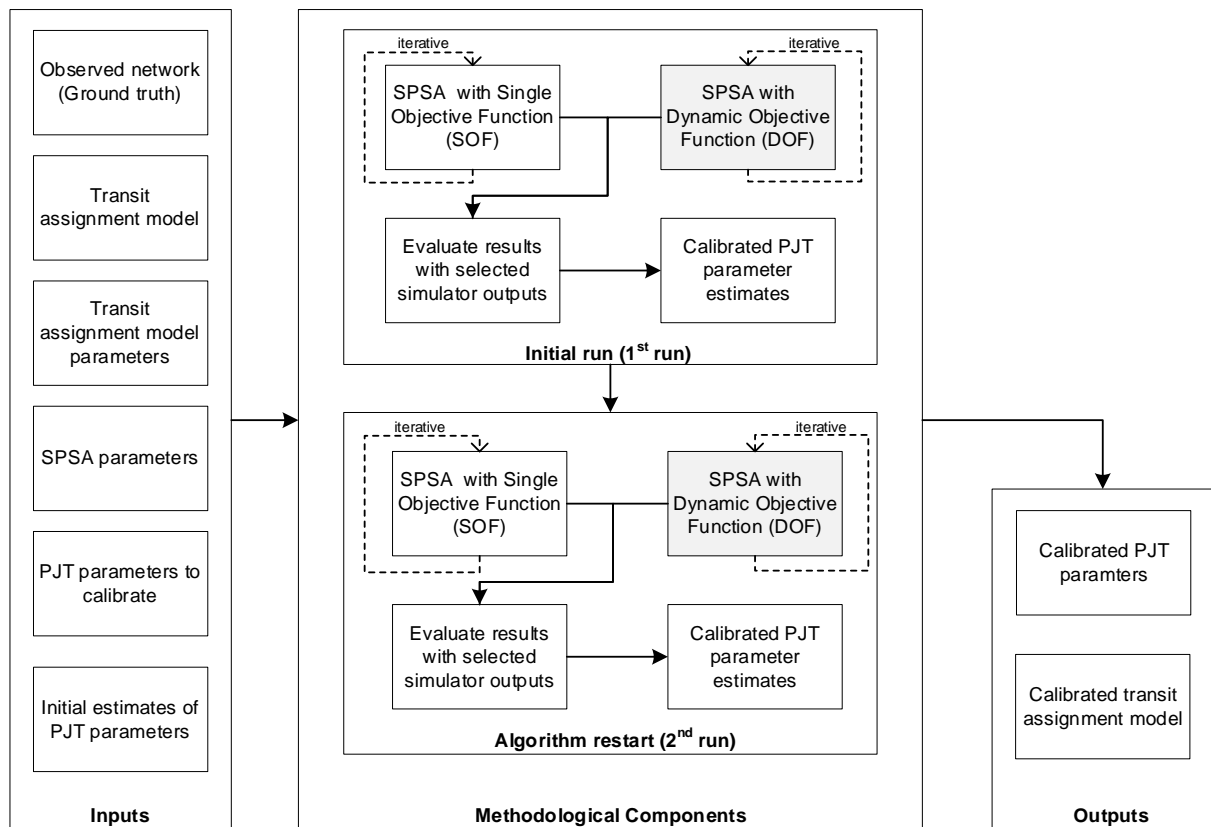 Observed network
(Ground truth)
Transit
assignment model
Transit
assignment model
parameters
SPSA parameters
PJT parameters to
calibrate
Initial estimates of
PJT parameters
Inputs
iterative
SPSA with Single
Objective Function
(SOF)
iterative
SPSA with
Dynamic Objective
Function (DOF)
Evaluate results
with selected
simulator outputs
Calibrated PJT
parameter
estimates
Initial run (1st run)
iterative
SPSA with Single
Objective Function
(SOF)
iterative
SPSA with
Dynamic Objective
Function (DOF)
Evaluate results
with selected
simulator outputs
Calibrated PJT
parameter
estimates
Algorithm restart (2nd run)
Methodological Components
Calibrated PJT
paramters
Calibrated transit
assignment model
Outputs